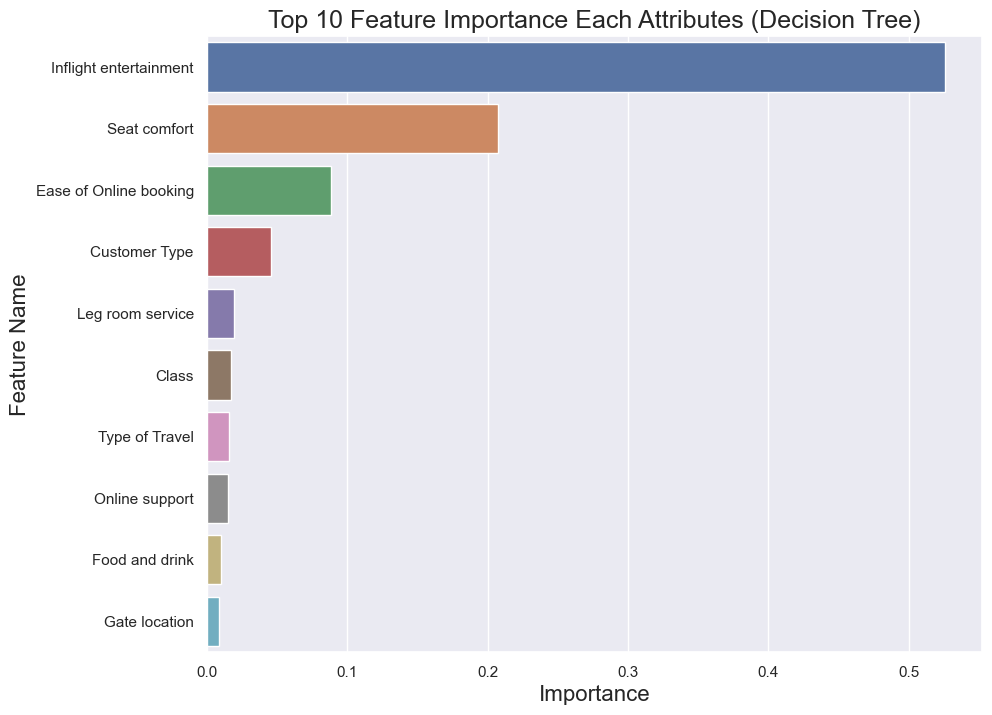 Top 10 Feature Importance Each Attributes (Decision Tree)
Feature Name
Inflight entertainment
Seat comfort
Ease of Online booking
Customer Type
Leg room service
Class
Type of Travel
Online support
Food and drink
Gate location
0.0 0.1 0.2 0.3 0.4 0.5
Importance